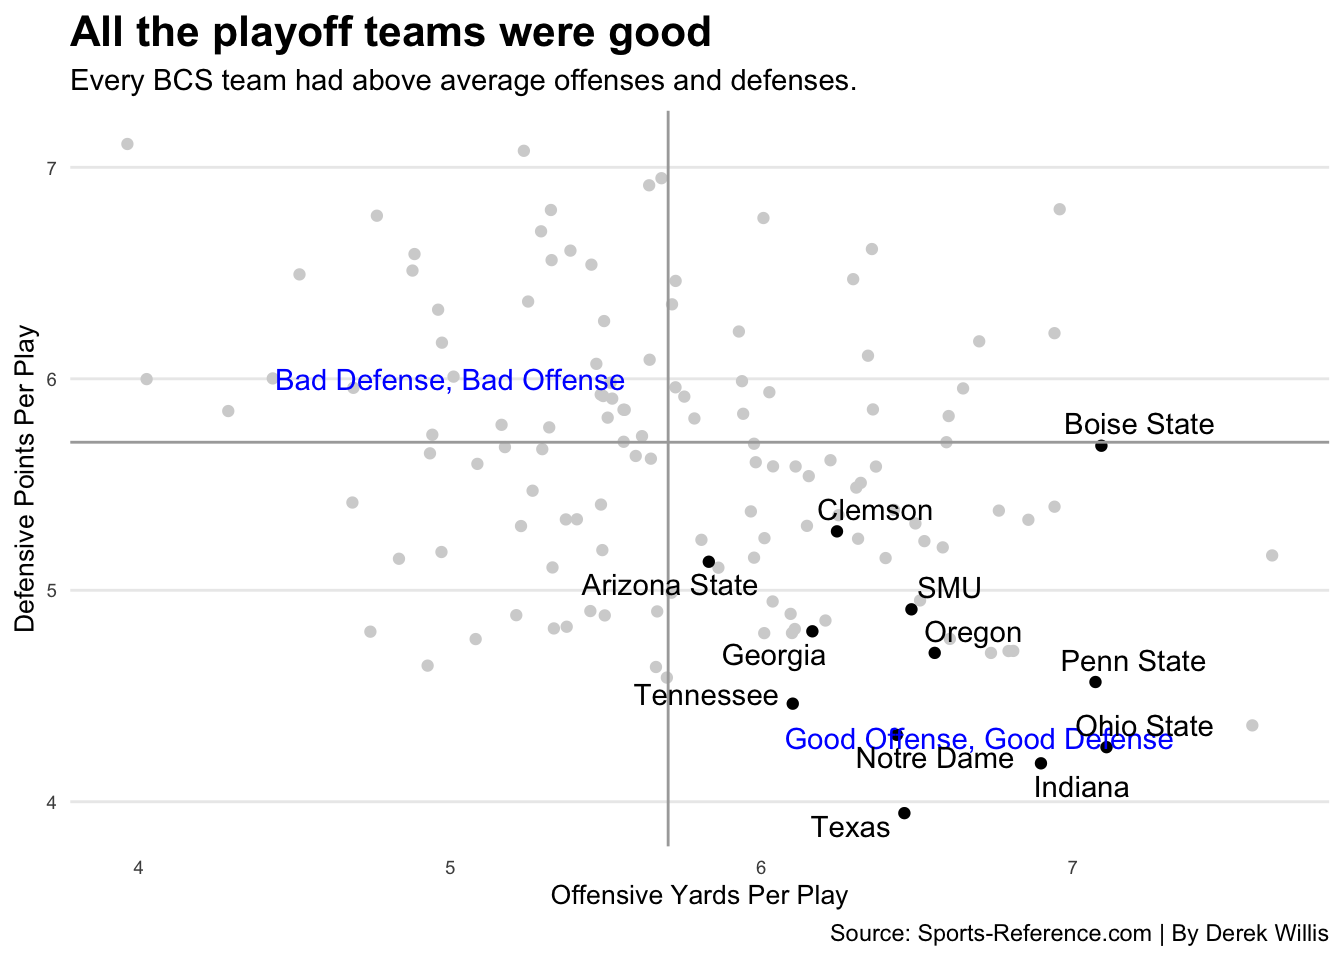 All the playoff teams were good
Every BCS team had above average offenses and defenses.
Defensive Points Per Play
7
6
5
4
Bad Defense, Bad Offense
Boise State
Clemson
Arizona State
SMU
Oregon
Georgia
Penn State
Tennessee
Ohio State
Good Offense, Good Defense
Notre Dame
Indiana
Texas
4 5 6 7
Offensive Yards Per Play
Source: Sports-Reference.com | By Derek Willis